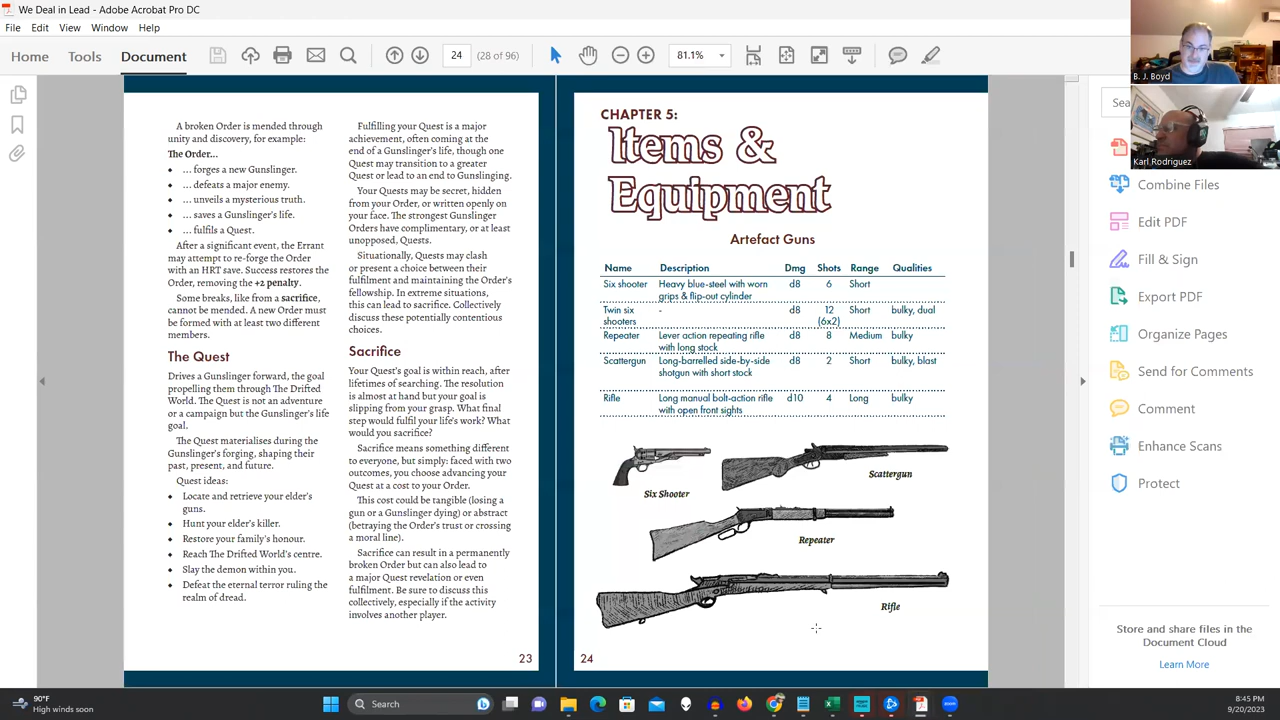 We Deal in Lead - Adobe Acrobat Pro DC
File Edit View Window Help
Home Tools Document 24 (28 of 96) 81.1%
B. J. Boyd
Karl Rodriguez
A broken Order is mended through
unity and discovery, for example:
The Order...
• ... forges a new Gunslinger.
• ... defeats a major enemy.
• ... unveils a mysterious truth.
• ... saves a Gunslinger's life.
• ... fulfils a Quest.
After a significant event, the Errant
may attempt to re-forge the Order
with an HRT save. Success restores the
Order, removing the +2 penalty.
Some breaks, like from a sacrifice,
cannot be mended. A new Order must
be formed with at least two different
members.
The Quest
Drives a Gunslinger forward, the goal
propelling them through The Drifted
World. The Quest is not an adventure
or a campaign but the Gunslinger's life
goal.
The Quest materialises during the
Gunslinger's forging, shaping their
past, present, and future.
Quest ideas:
• Locate and retrieve your elder's
guns.
• Hunt your elder's killer.
• Restore your family's honour.
• Reach The Drifted World's centre.
• Slay the demon within you.
• Defeat the eternal terror ruling the
realm of dread.
Fulfilling your Quest is a major
achievement, often coming at the
end of a Gunslinger's life, though one
Quest may transition to a greater
Quest or lead to an end to Gunslinging.
Your Quests may be secret, hidden
from your Order, or written openly on
your face. The strongest Gunslinger
Orders have complimentary, or at least
unopposed, Quests.
Situationally, Quests may clash
or present a choice between their
fulfilment and maintaining the Order's
fellowship. In extreme situations,
this can lead to sacrifice. Collectively
discuss these potentially contentious
choices.
Sacrifice
Your Quest's goal is within reach, after
lifetimes of searching. The resolution
is almost at hand but your goal is
slipping from your grasp. What final
step would fulfil your life's work? What
would you sacrifice?
Sacrifice means something different
to everyone, but simply: faced with two
outcomes, you choose advancing your
Quest at a cost to your Order.
This cost could be tangible (losing a
gun or a Gunslinger dying) or abstract
(betraying the Order's trust or crossing
a moral line).
Sacrifice can result in a permanently
broken Order but can also lead to
a major Quest revelation or even
fulfilment. Be sure to discuss this
collectively, especially if the activity
involves another player.
23
CHAPTER 5:
Items &
Equipment
Artefact Guns
Name Description Dmg Shots Range Qualities
Six shooter Heavy blue-steel with worn d8 6 Short
grips & flip-out cylinder
Twin six - d8 12 Short bulky, dual
shooters (6x2)
Repeater Lever action repeating rifle d8 8 Medium bulky
with long stock
Scattergun Long-barrelled side-by-side d8 2 Short bulky, blast
shotgun with short stock
Rifle Long manual bolt-action rifle d10 4 Long bulky
with open front sights
Scattergun
Six Shooter
Repeater
Rifle
24
Sea
Combine Files
Edit PDF
Fill & Sign
Export PDF
Organize Pages
Send for Comments
Comment
Enhance Scans
Protect
Store and share files in the
Document Cloud
Learn More
90°F
High winds soon
Search
8:45 PM
9/20/2023